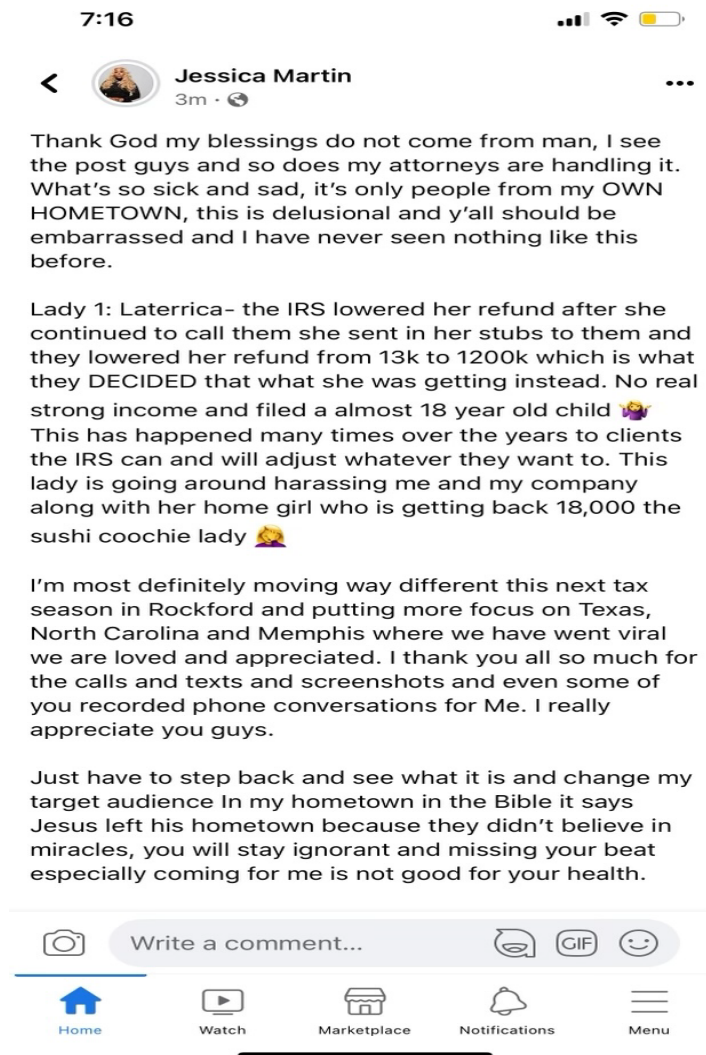 7:16
Jessica Martin
3m ·
Thank God my blessings do not come from man, I see
the post guys and so does my attorneys are handling it.
What's so sick and sad, it's only people from my OWN
HOMETOWN, this is delusional and y'all should be
embarrassed and I have never seen nothing like this
before.
Lady 1: Laterrica- the IRS lowered her refund after she
continued to call them she sent in her stubs to them and
they lowered her refund from 13k to 1200k which is what
they DECIDED that what she was getting instead. No real
strong income and filed a almost 18 year old child 🤷‍♀️
This has happened many times over the years to clients
the IRS can and will adjust whatever they want to. This
lady is going around harassing me and my company
along with her home girl who is getting back 18,000 the
sushi coochie lady 🤦‍♀️
I'm most definitely moving way different this next tax
season in Rockford and putting more focus on Texas,
North Carolina and Memphis where we have went viral
we are loved and appreciated. I thank you all so much for
the calls and texts and screenshots and even some of
you recorded phone conversations for Me. I really
appreciate you guys.
Just have to step back and see what it is and change my
target audience In my hometown in the Bible it says
Jesus left his hometown because they didn't believe in
miracles, you will stay ignorant and missing your beat
especially coming for me is not good for your health.
Write a comment...
GIF
Home
Watch
Marketplace
Notifications
Menu